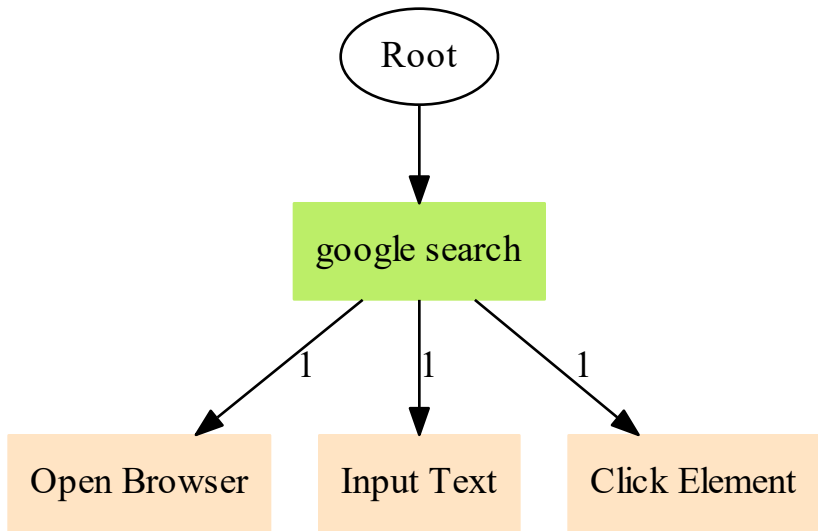 Root
google search
1
1
1
Open Browser
Input Text
Click Element